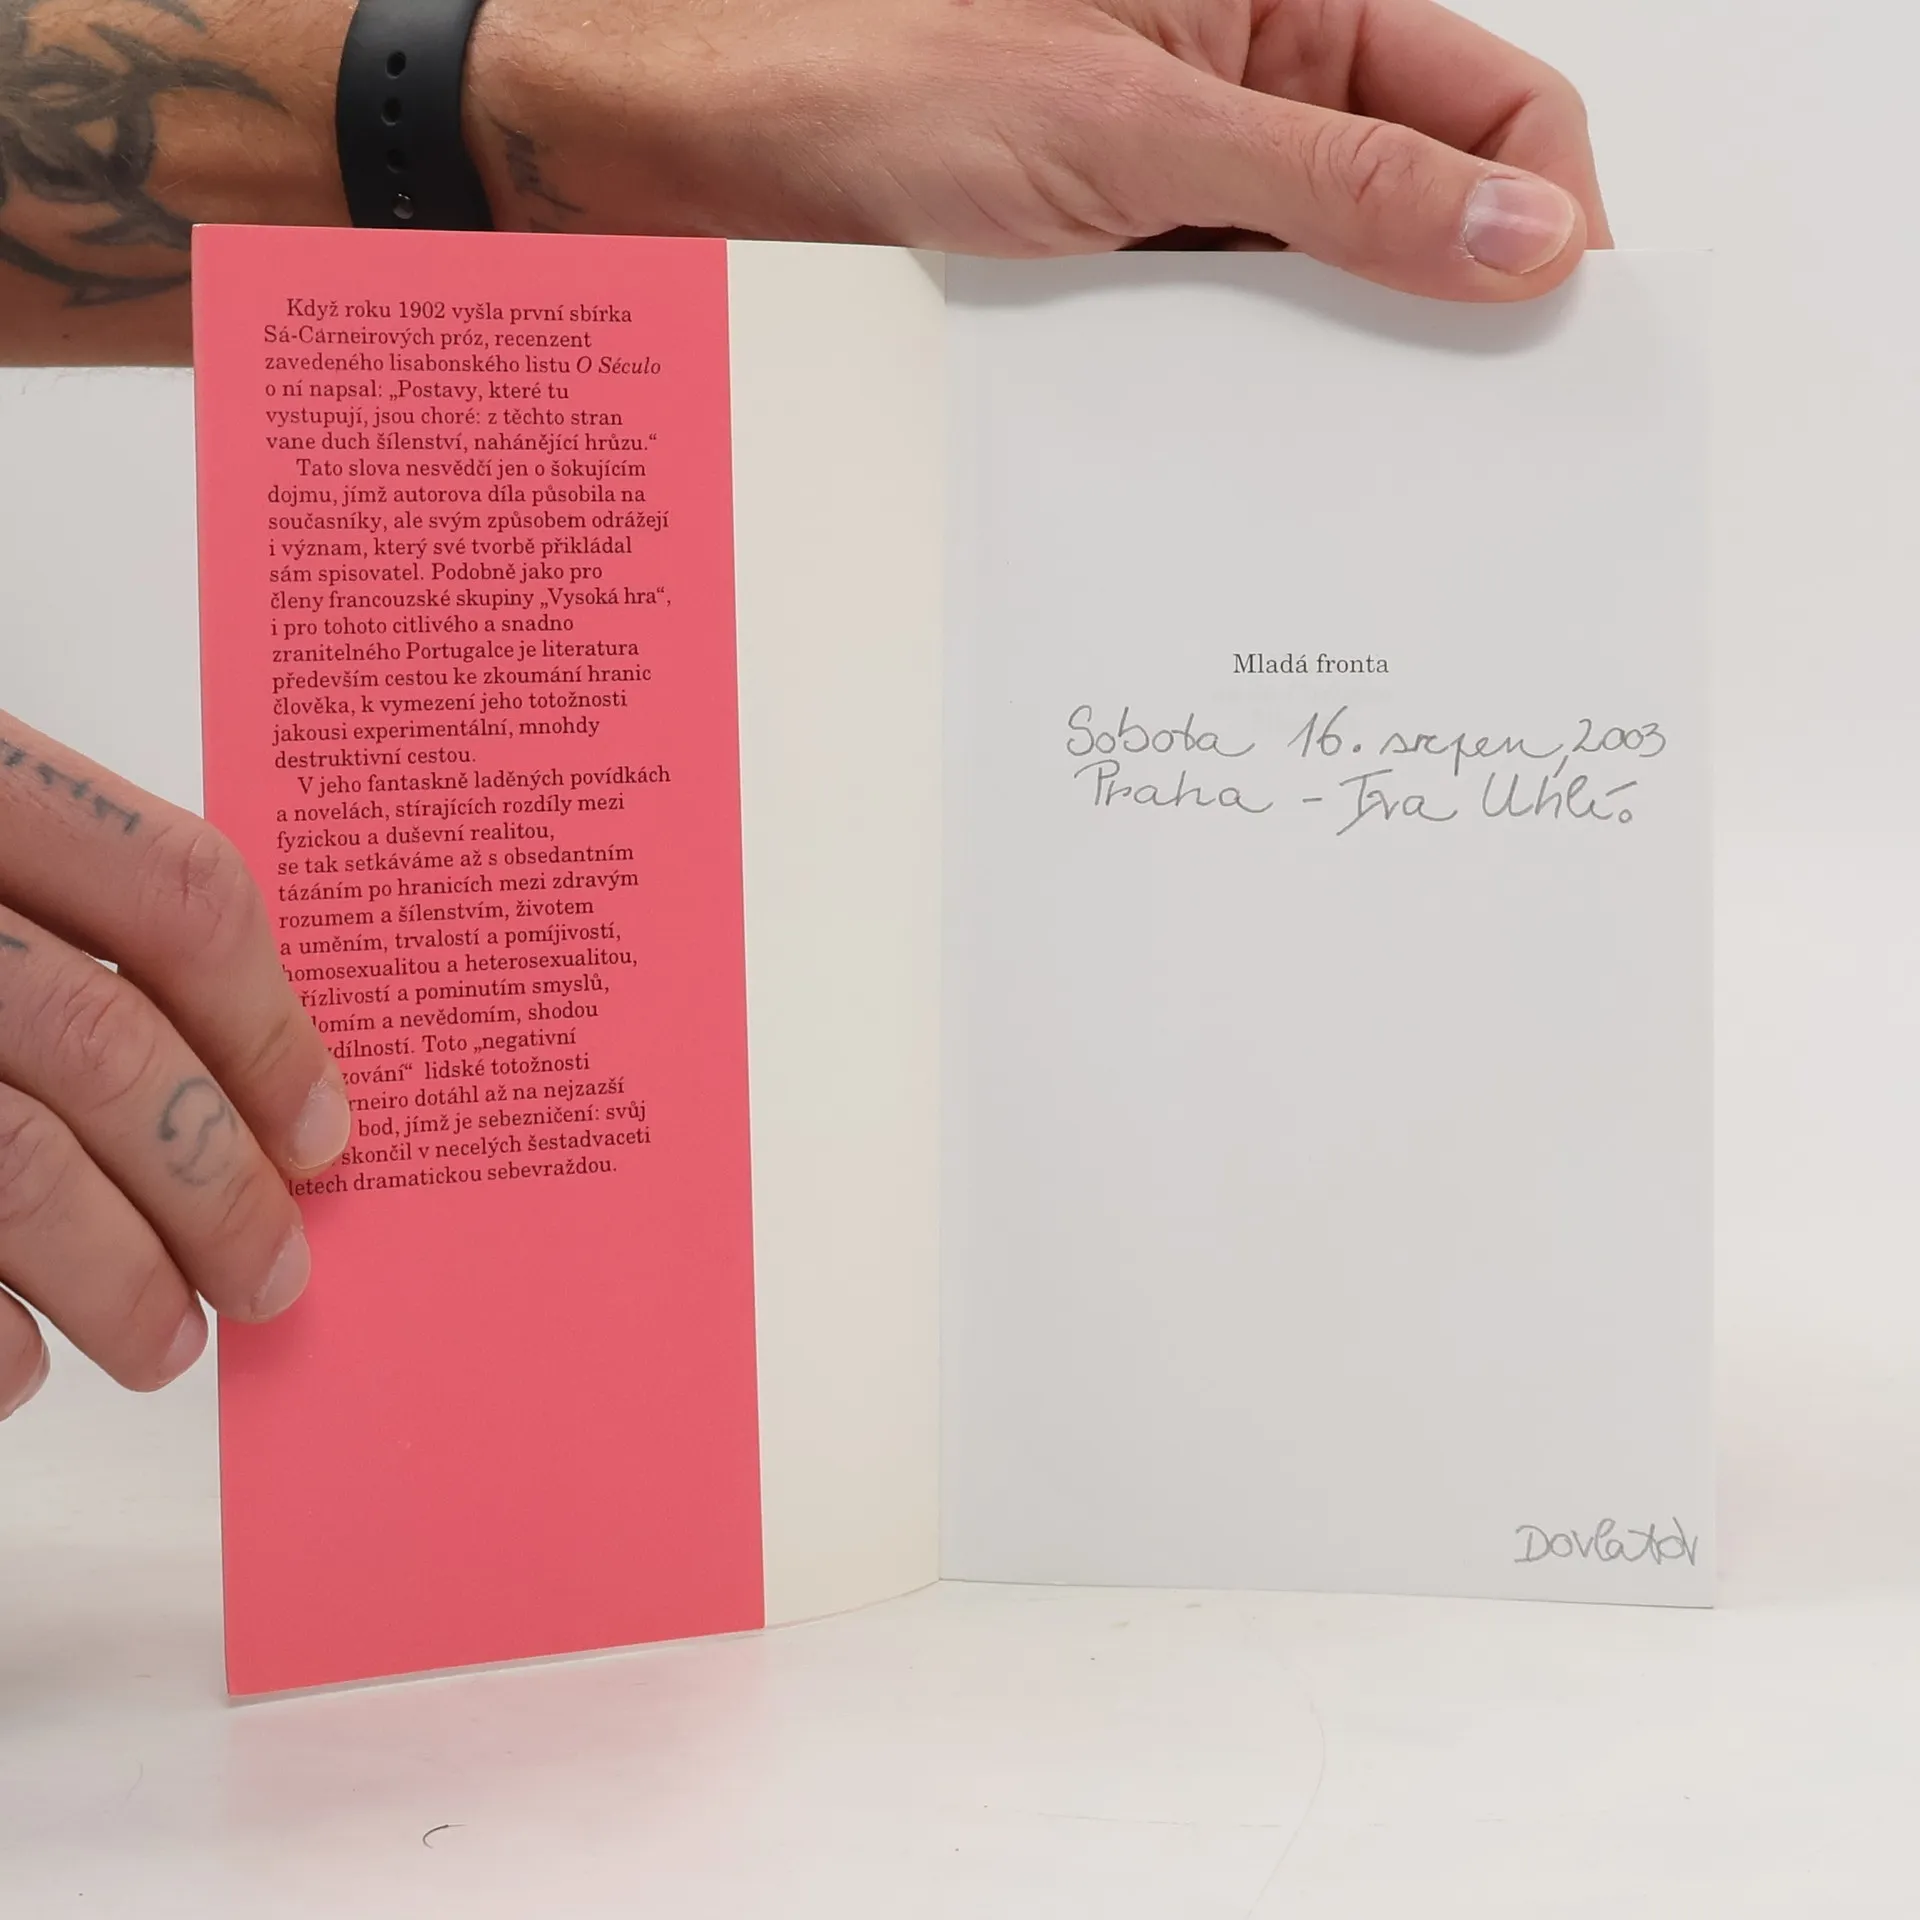 Když roku 1902 vyšla první sbírka
Sá-Carneirových próz, recenzent
zavedeného lisabonského listu O Século
o ní napsal: „Postavy, které tu
vystupují, jsou choré: z těchto stran
vane duch šílenství, nahánějící hrůzu.“
Tato slova nesvědčí jen o šokujícím
dojmu, jímž autorova díla působila na
současníky, ale svým způsobem odrážejí
i význam, který své tvorbě přikládal
sám spisovatel. Podobně jako pro
členy francouzské skupiny „Vysoká hra“,
i pro tohoto citlivého a snadno
zranitelného Portugalce je literatura
především cestou ke zkoumání hranic
člověka, k vymezení jeho totožnosti
jakousi experimentální, mnohdy
destruktivní cestou.
V jeho fantaskně laděných povídkách
a novelách, stírajících rozdíly mezi
fyzickou a duševní realitou,
se tak setkáváme až s obsedantním
tázáním po hranicích mezi zdravým
rozumem a šílenstvím, životem
a uměním, trvalostí a pomíjivostí,
homosexualitou a heterosexualitou,
řízlivostí a pominutím smyslů,
domím a nevědomím, shodou
dílností. Toto „negativní
zování“ lidské totožnosti
rneiro dotáhl až na nejzazší
bod, jímž je sebezničení: svůj
skončil v necelých šestadvaceti
letech dramatickou sebevraždou.
Mladá fronta
Sobota 16. srpen, 2003
Praha - Iva Uhlí.
Dovlatov